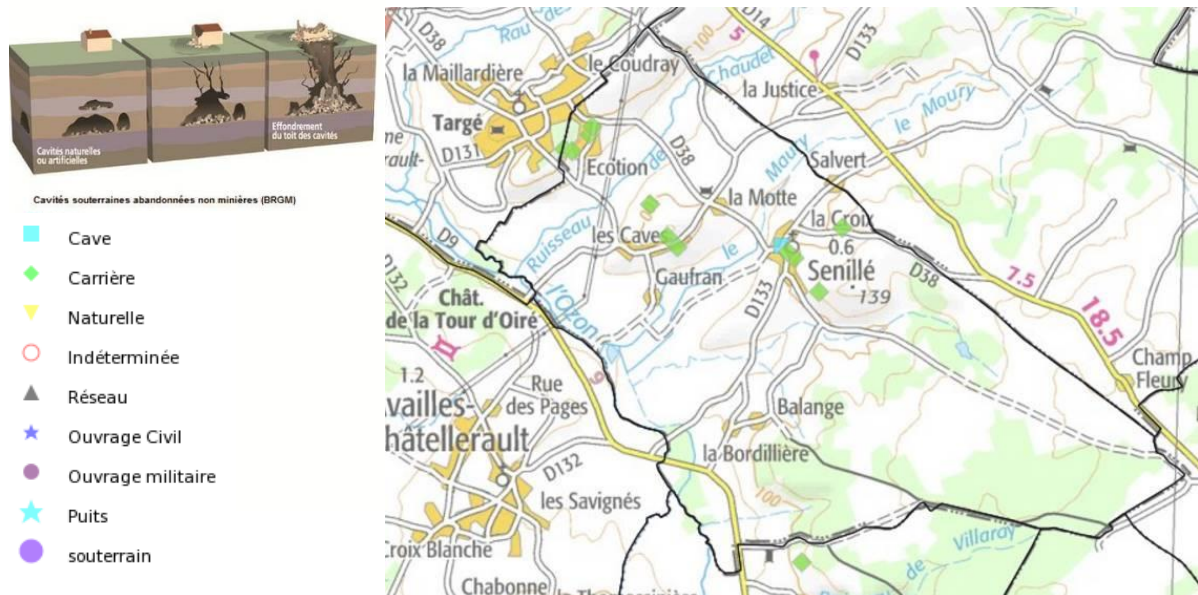 Cavités naturelles
ou artificielles
Effondrement
du toit des cavités
Cavités souterraines abandonnées non minières (BRGM)
Cave
Carrière
Naturelle
Indéterminée
Réseau
Ouvrage Civil
Ouvrage militaire
Puits
souterrain
D38
Rau
des
100
5
D14
D133
le Coudray
Chaudet
la Maillardière
la Justice
le Moury
Targé
D131
Ecotion
de
D38
Maury
Salvert
la Motte
la Croix
Ruisseau
les Caves
le
0.6
Senillé
D9
D132
Gaufran
D133
139
D38
7.5
18.5
Chât.
de la Tour d'Oiré
l'Ozon
Champ
Fleury
1.2
9
Rue
des Pages
Availles-
Châtellerault
Balange
la Bordillière
D132
les Savignés
100
Croix Blanche
Villaray
de
Chabonne